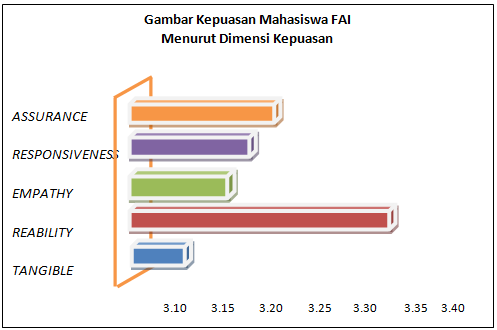 Gambar Kepuasan Mahasiswa FAI
Menurut Dimensi Kepuasan
ASSURANCE
RESPONSIVENESS
EMPATHY
REABILITY
TANGIBLE
3.10 3.15 3.20 3.25 3.30 3.35 3.40